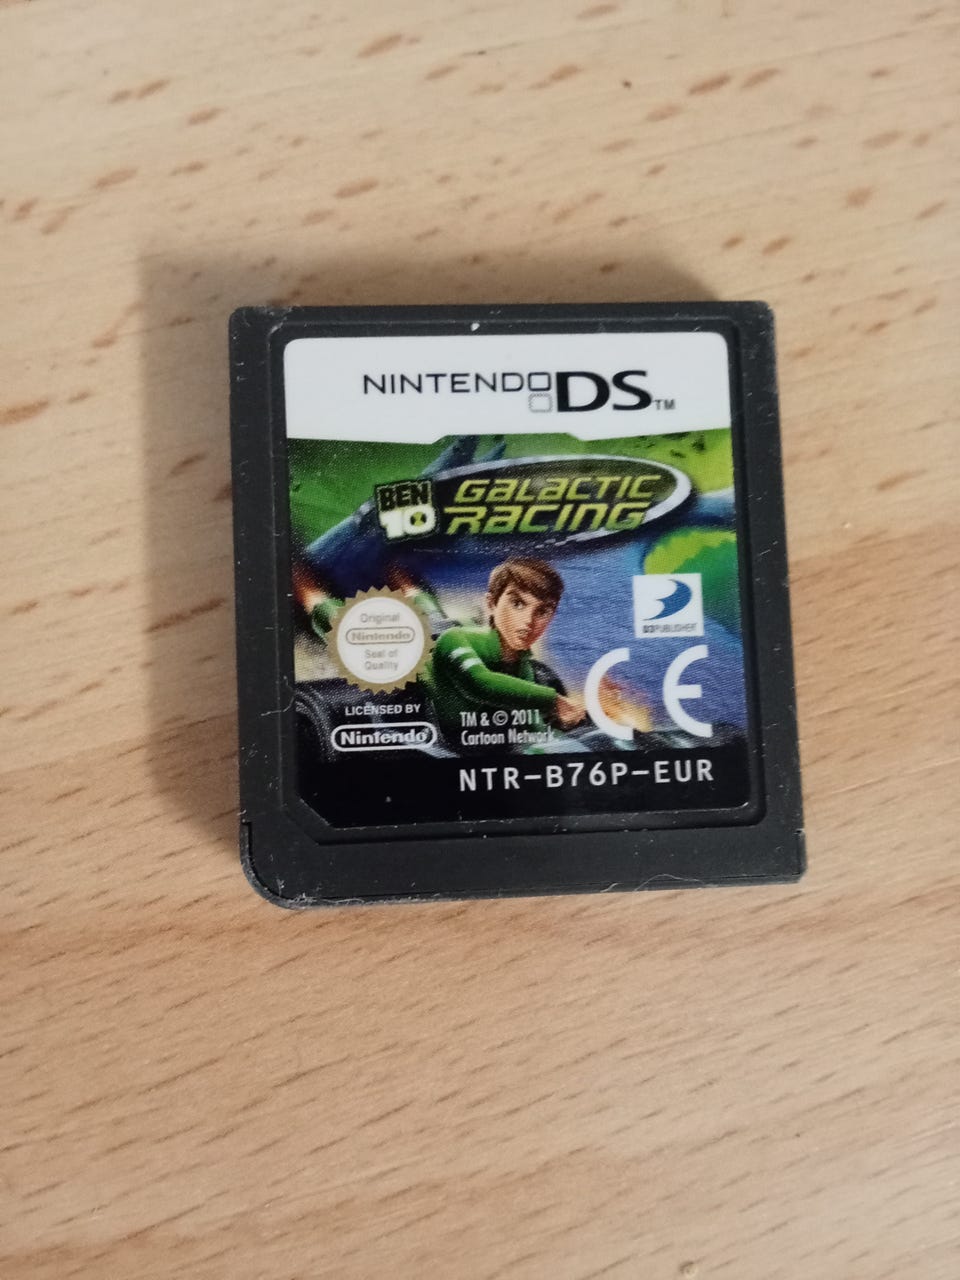 NINTENDO DS™
BEN
10
GALACTIC
RACING
Original
Nintendo
Seal of
Quality
D3PUBLISHER
CE
LICENSED BY
Nintendo
TM & © 2011
Cartoon Network
NTR-B76P-EUR